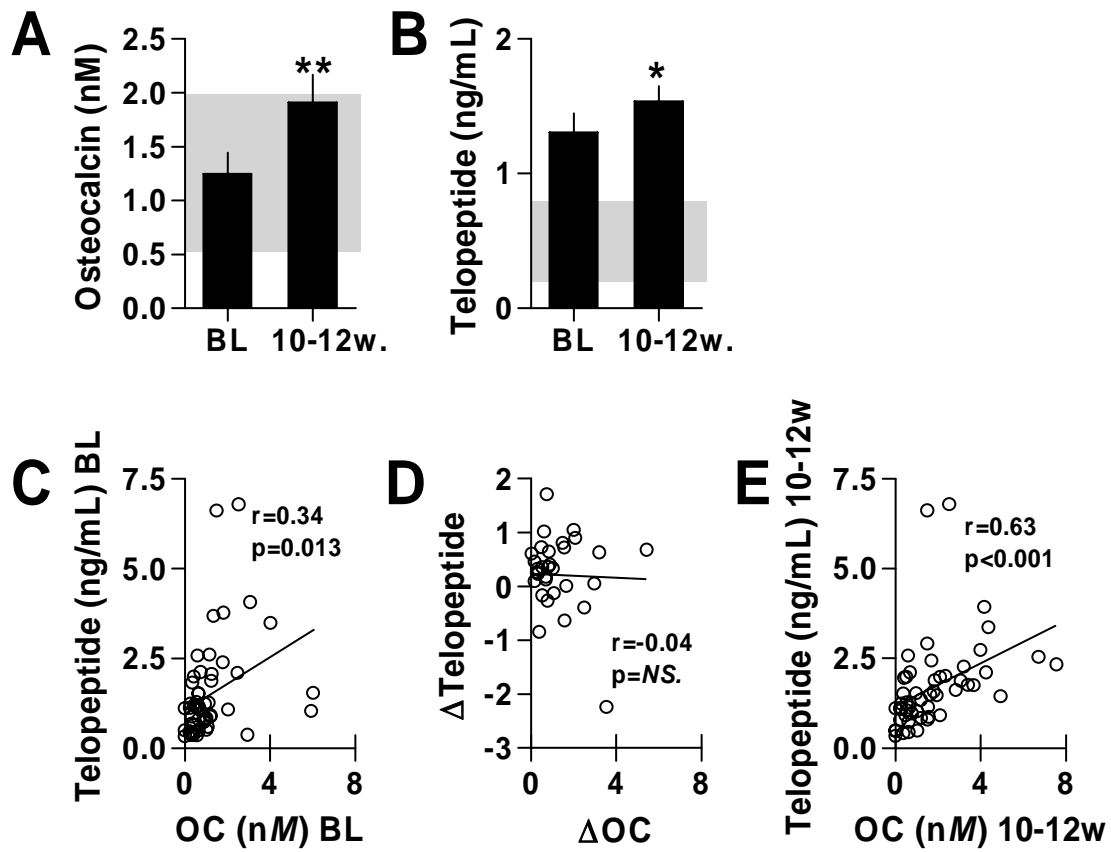 A
Osteocalcin (nM)
2.5
2.0
1.5
1.0
0.5
0.0
**
BL
10-12w.
B
Telopeptide (ng/mL)
2
1
0
*
BL
10-12w.
C
Telopeptide (ng/mL) BL
7.5
5.0
2.5
0.0
r=0.34
p=0.013
0
4
8
OC (nM) BL
D
ΔTelopeptide
2
1
0
-1
-2
-3
r=-0.04
p=NS.
0
4
8
ΔOC
E
Telopeptide (ng/mL) 10-12w
7.5
5.0
2.5
0.0
r=0.63
p<0.001
0
4
8
OC (nM) 10-12w